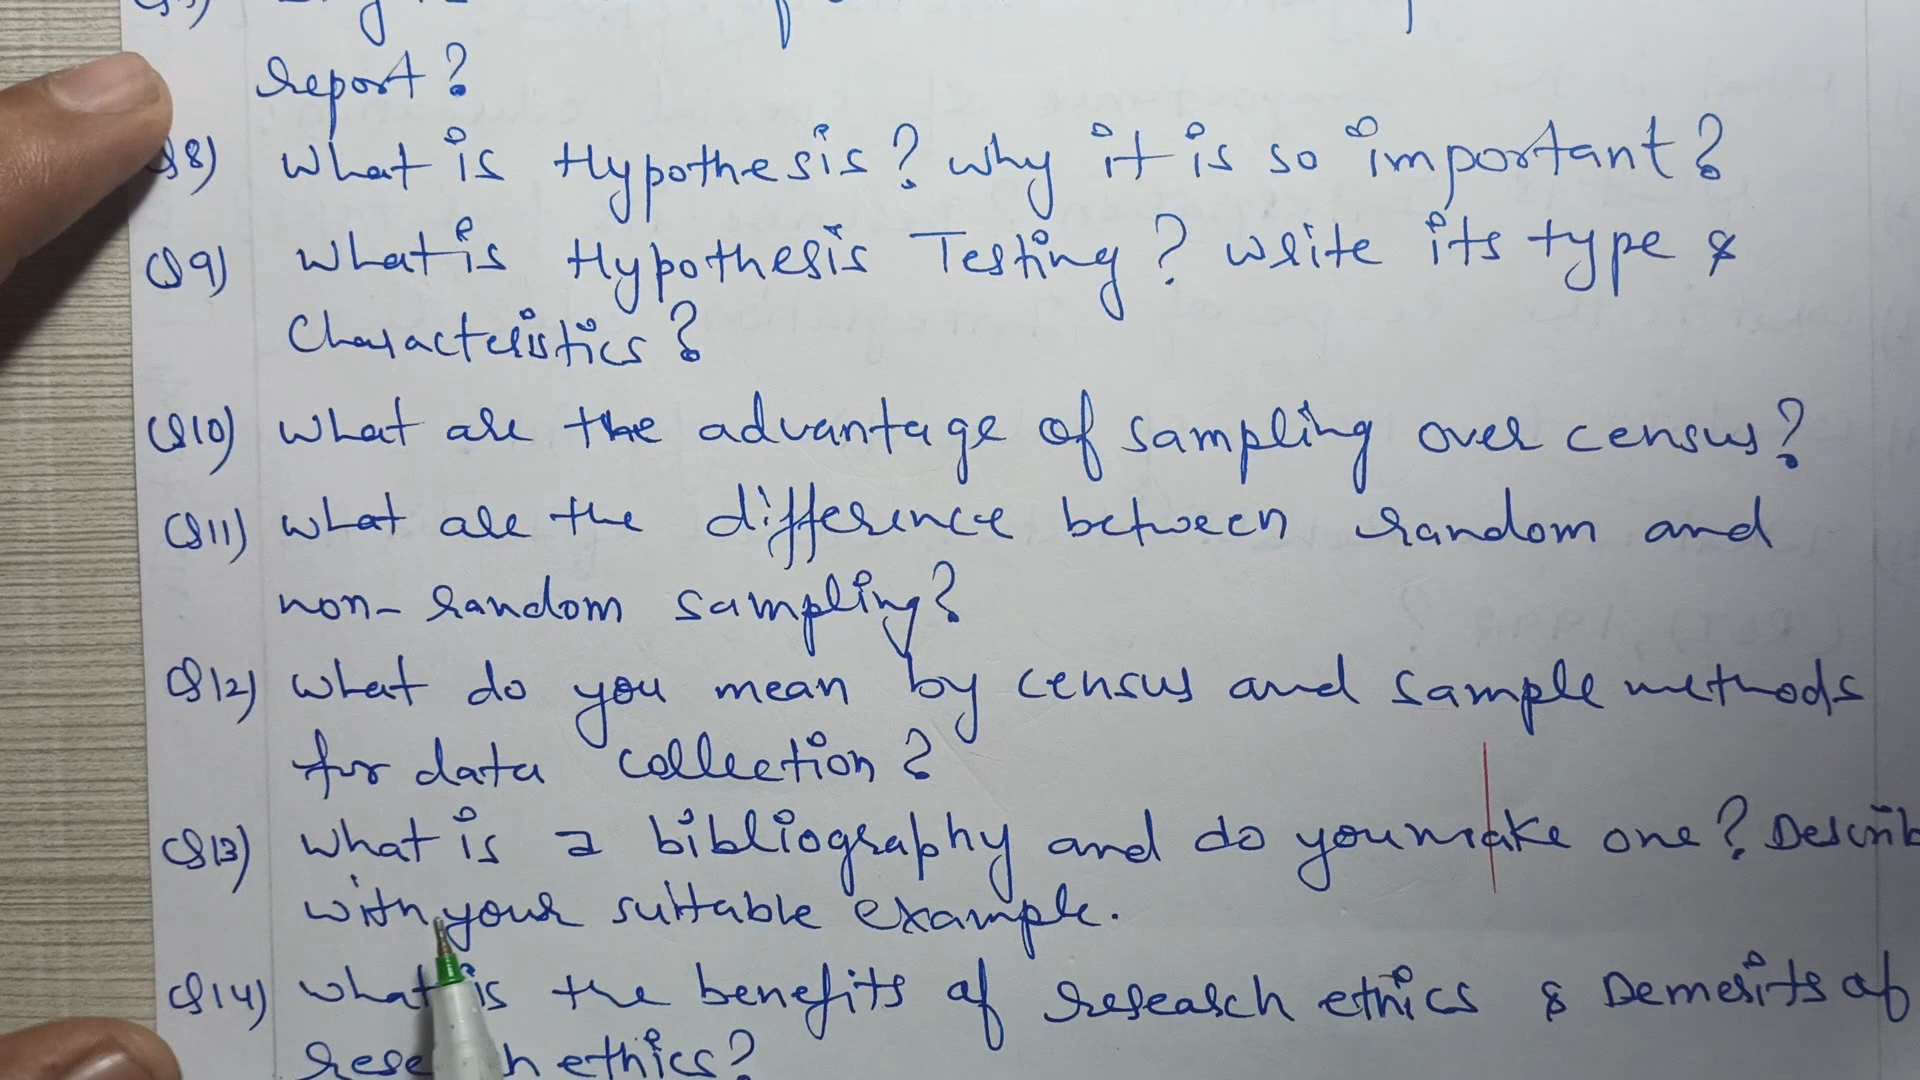 report?
Q8) What is Hypothesis? why it is so important?
Q9) What is Hypothesis Testing? write its type &
Characteristics?
Q10) What are the advantage of sampling over census?
Q11) What are the difference between random and
non-random sampling?
Q12) What do you mean by census and sample methods
for data collection?
Q13) What is a bibliography and do you make one? Describ
with your suitable example.
Q14) What is the benefits of research ethics & Demerits of
ethics?